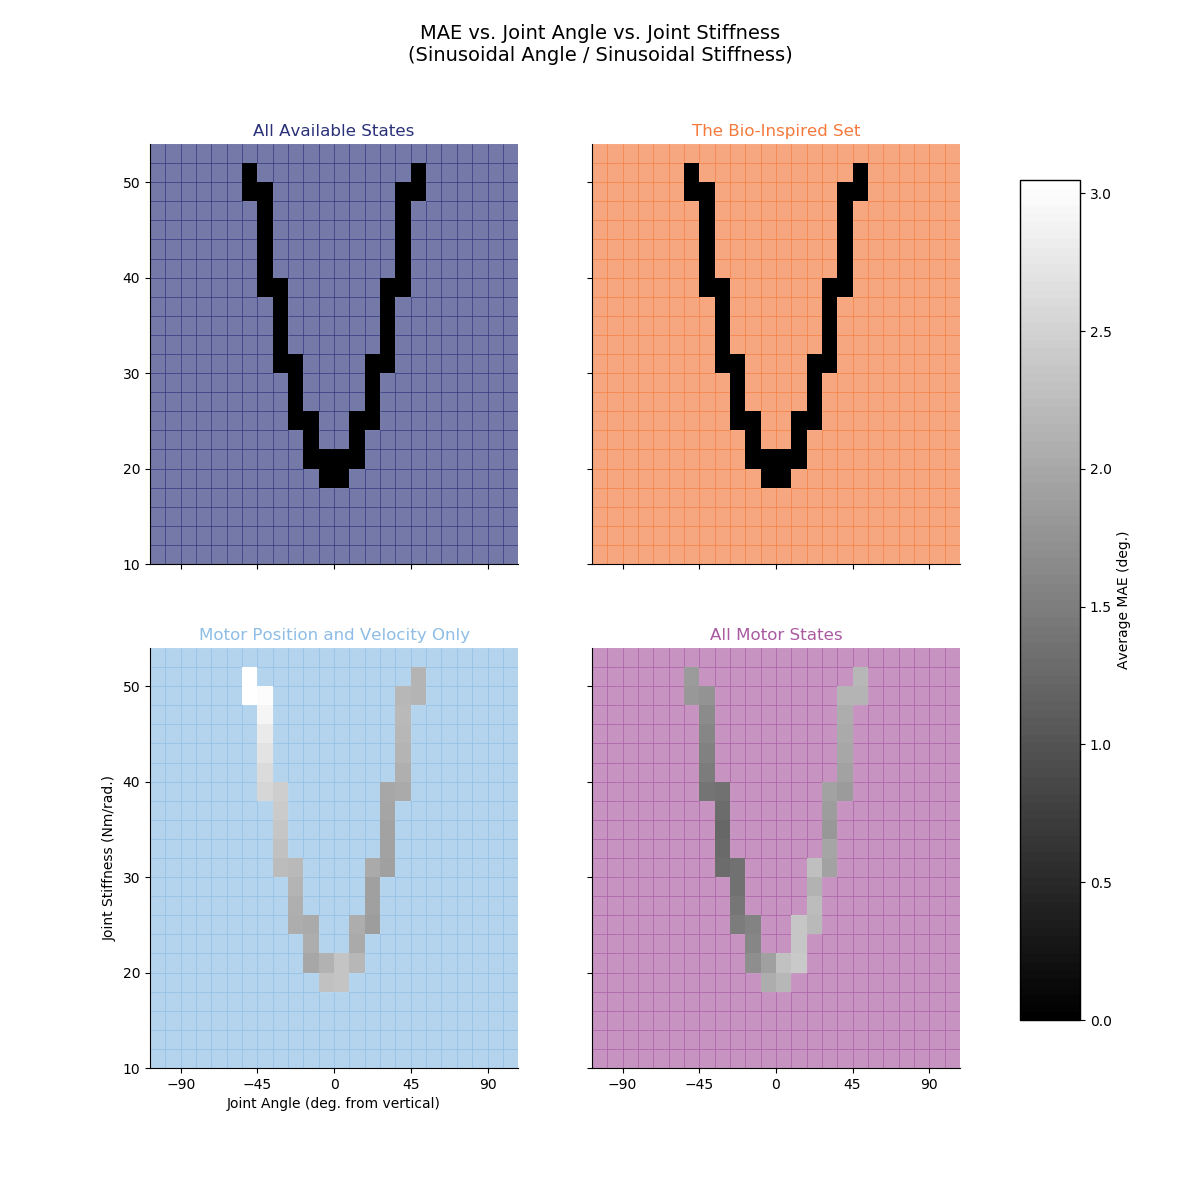 MAE vs. Joint Angle vs. Joint Stiffness
(Sinusoidal Angle / Sinusoidal Stiffness)
All Available States
The Bio-Inspired Set
50
40
30
20
10
3.0
2.5
2.0
1.5
1.0
0.5
0.0
Average MAE (deg.)
Motor Position and Velocity Only
All Motor States
50
40
30
20
10
Joint Stiffness (Nm/rad.)
−90 −45 0 45 90
−90 −45 0 45 90
Joint Angle (deg. from vertical)